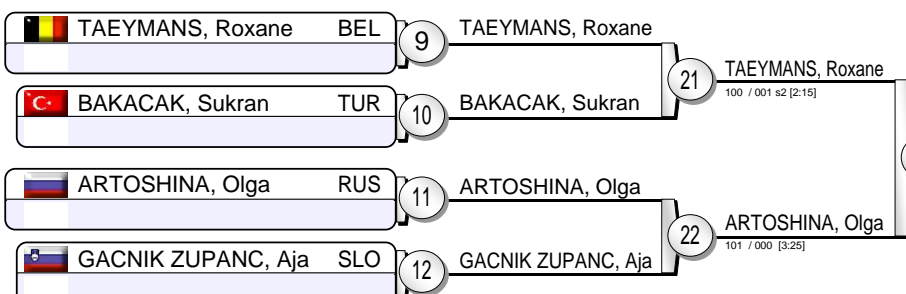 TAEYMANS, Roxane BEL
9
TAEYMANS, Roxane
BAKACAK, Sukran TUR
10
BAKACAK, Sukran
21
TAEYMANS, Roxane
100 / 001 s2 [2:15]
ARTOSHINA, Olga RUS
11
ARTOSHINA, Olga
GACNIK ZUPANC, Aja SLO
12
GACNIK ZUPANC, Aja
22
ARTOSHINA, Olga
101 / 000 [3:25]